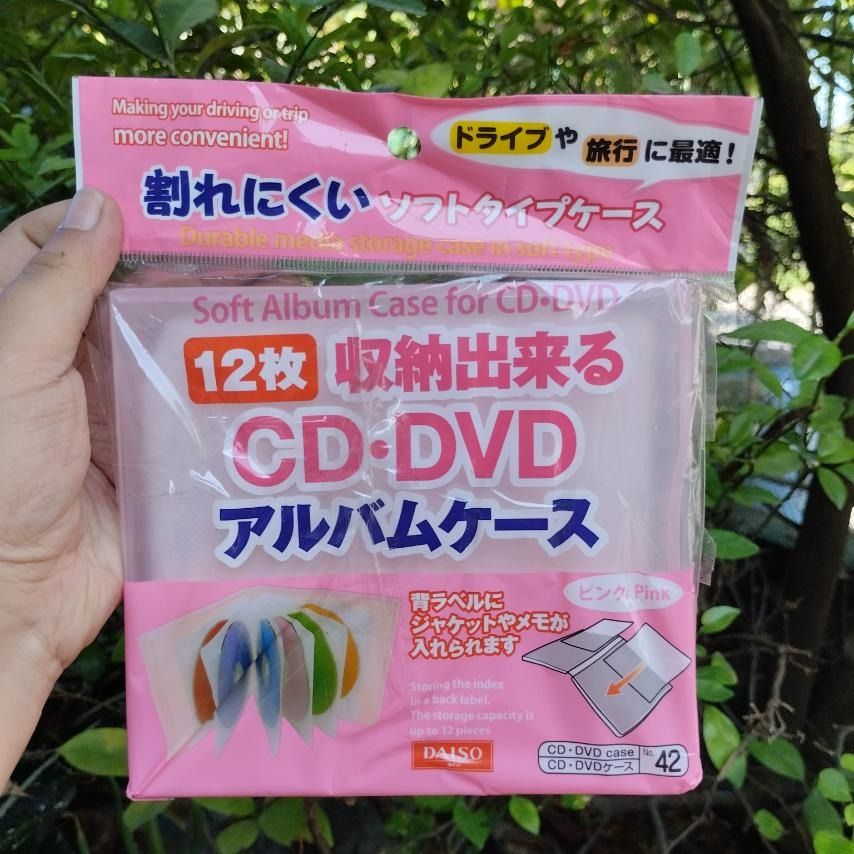 Making your driving or trip
more convenient!
ドライブや旅行に最適!
割れにくいソフトタイプケース
Durable media storage case in soft type
Soft Album Case for CD・DVD
12枚 収納出来る
CD・DVD
アルバムケース
ピンク/Pink
背ラベルに
ジャケットやメモが
入れられます
Storing the index
in a back label.
The storage capacity is
up to 12 pieces
DAISO
ダイソー
CD・DVD case
CD・DVDケース
No. 42